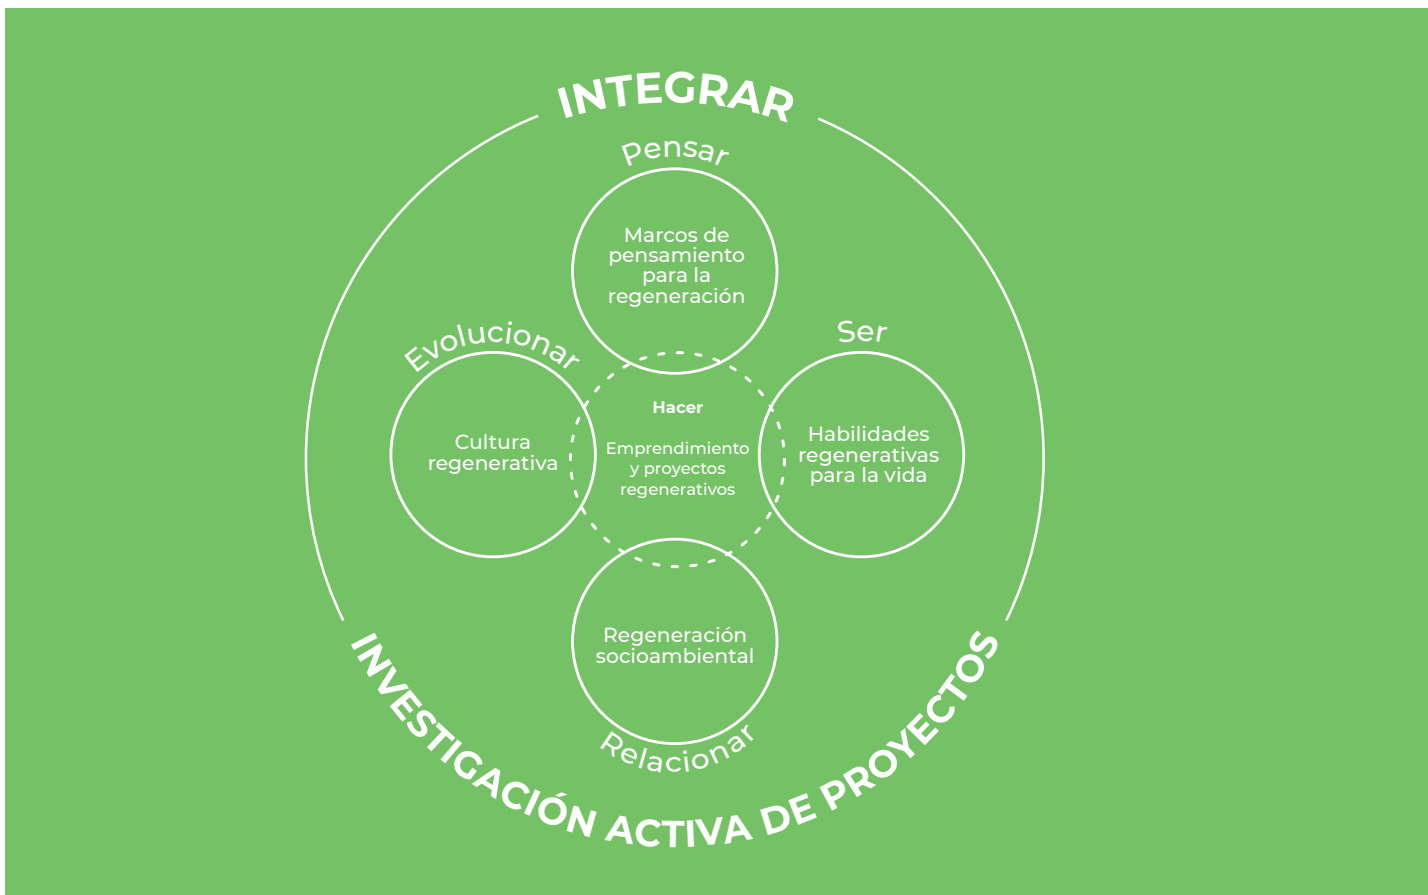 INTEGRAR
Pensar
Marcos de
pensamiento
para la
regeneración
Evolucionar
Cultura
regenerativa
Hacer
Emprendimiento
y proyectos
regenerativos
Ser
Habilidades
regenerativas
para la vida
Regeneración
socioambiental
Relacionar
INVESTIGACIÓN ACTIVA DE PROYECTOS